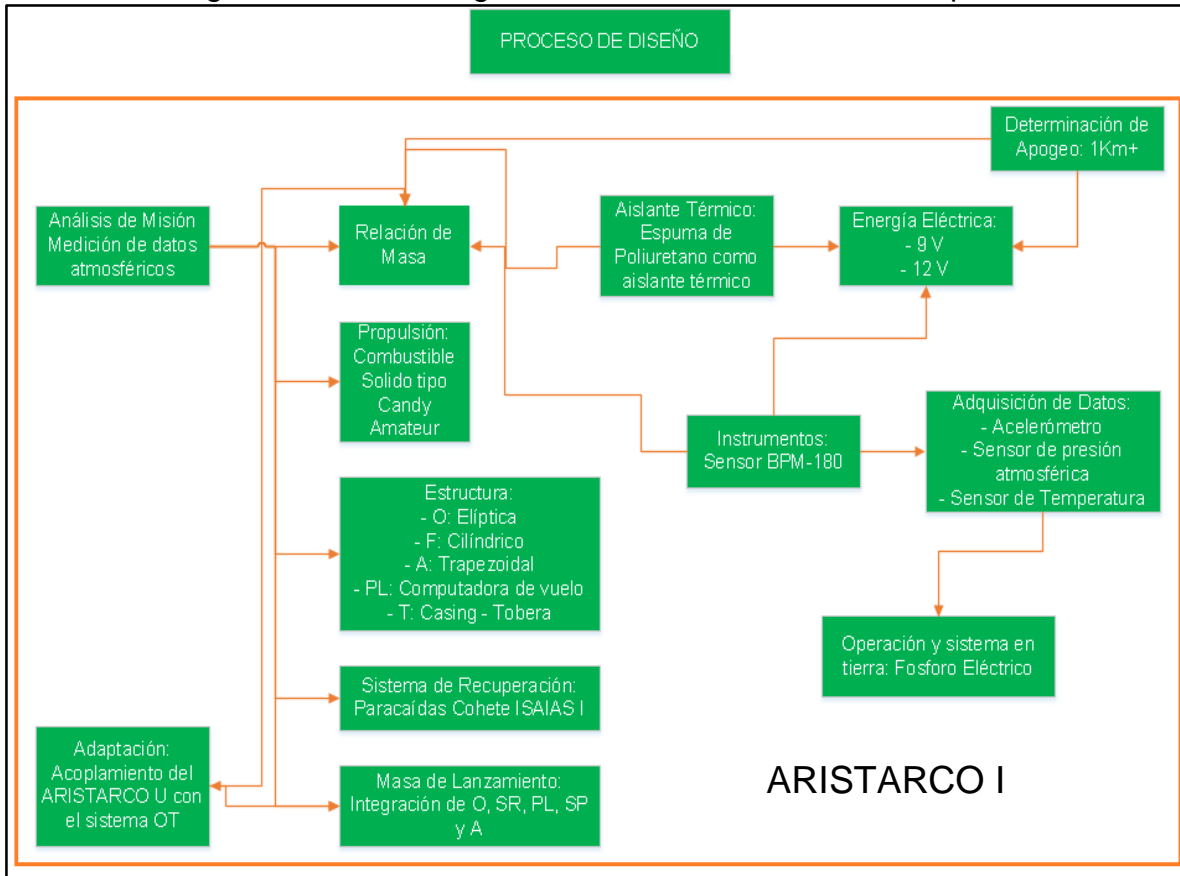 PROCESO DE DISEÑO
Determinación de
Apogeo: 1Km+
Análisis de Misión
Medición de datos
atmosféricos
Relación de
Masa
Aislante Térmico:
Espuma de
Poliuretano como
aislante térmico
Energía Eléctrica:
- 9 V
- 12 V
Propulsión:
Combustible
Solido tipo
Candy
Amateur
Instrumentos:
Sensor BPM-180
Adquisición de Datos:
- Acelerómetro
- Sensor de presión
atmosférica
- Sensor de Temperatura
Estructura:
- O: Elíptica
- F: Cilíndrico
- A: Trapezoidal
- PL: Computadora de vuelo
- T: Casing - Tobera
Operación y sistema en
tierra: Fosforo Eléctrico
Sistema de Recuperación:
Paracaídas Cohete ISAIAS I
Adaptación:
Acoplamiento del
ARISTARCO U con
el sistema OT
Masa de Lanzamiento:
Integración de O, SR, PL, SP
y A
ARISTARCO I